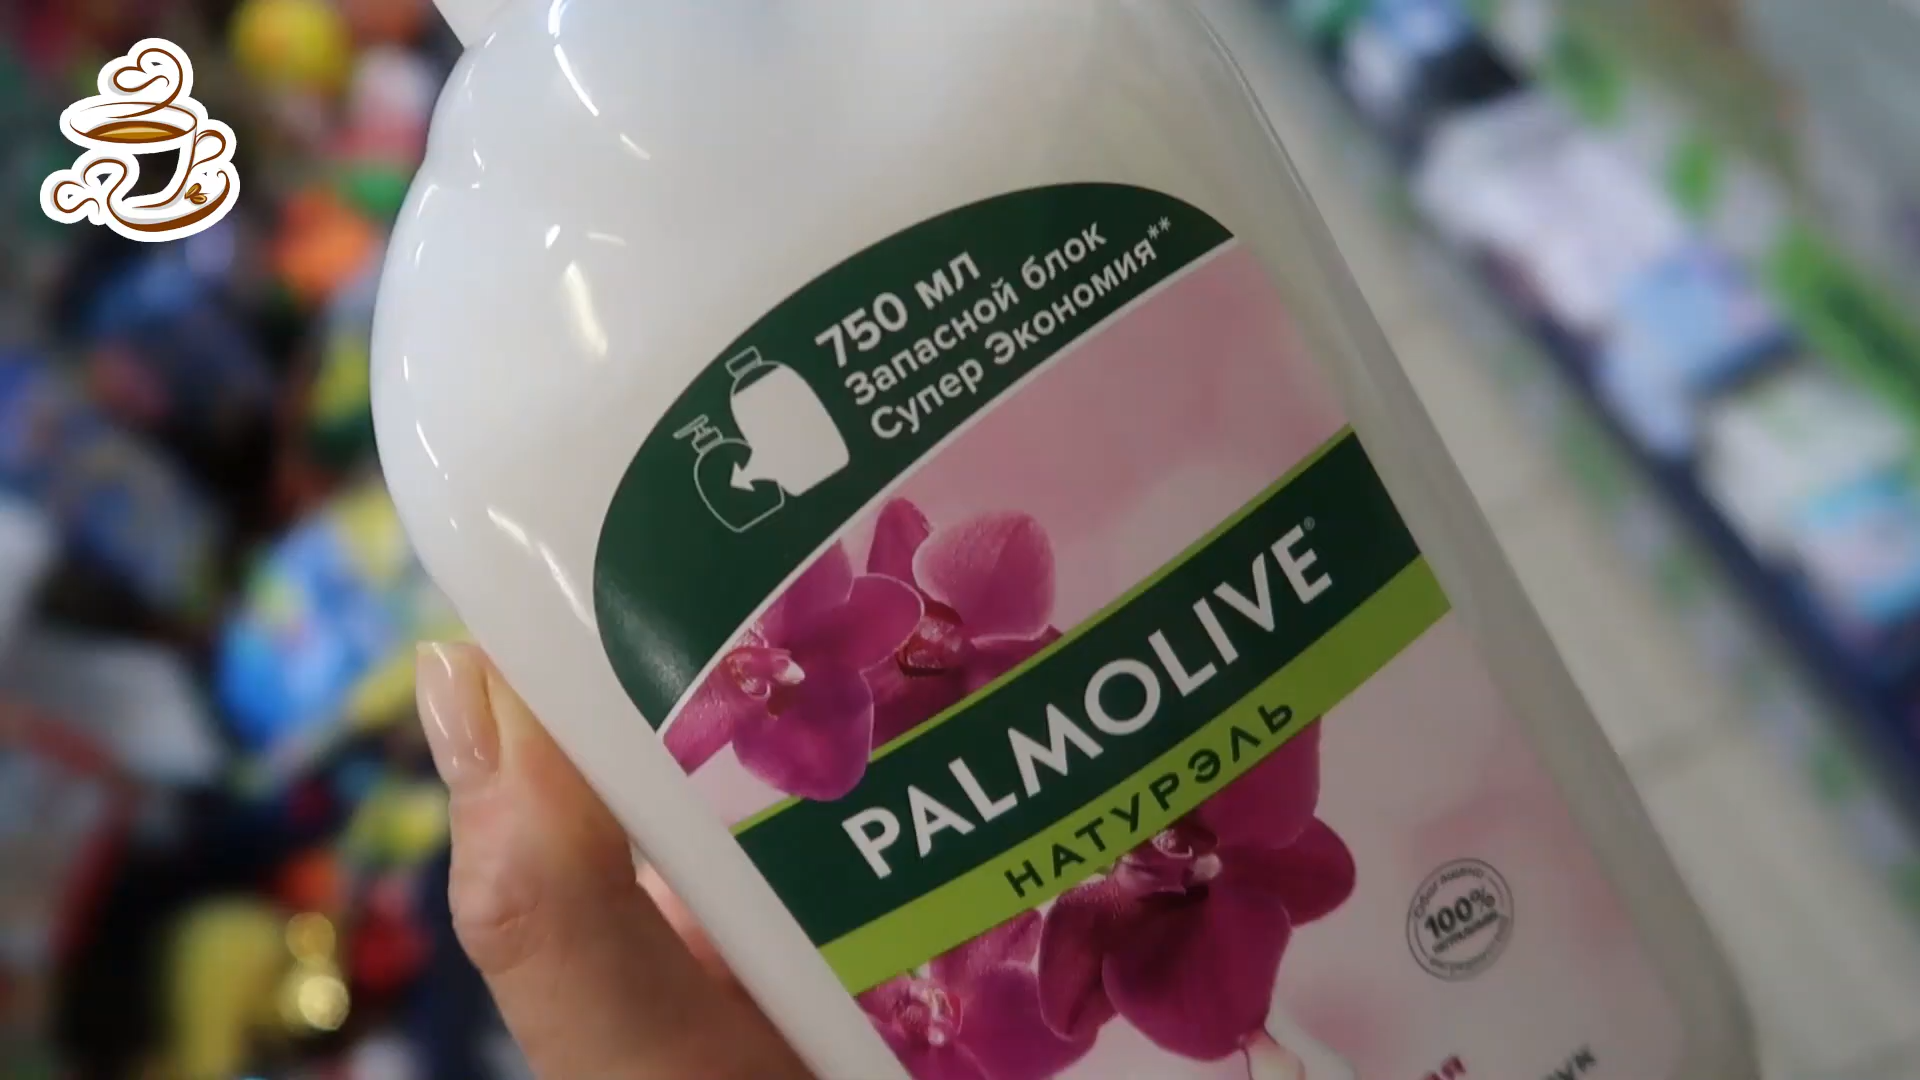 750 мл
Запасной блок
Супер Экономия**
PALMOLIVE®
НАТУРЭЛЬ
100%